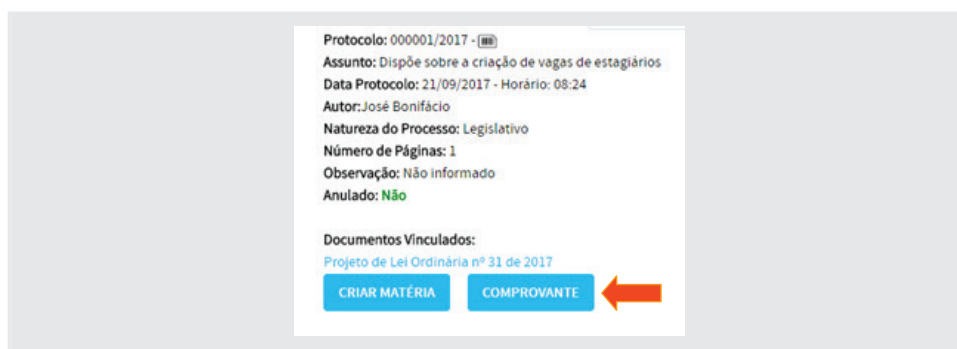 Protocolo: 000001/2017 -
Assunto: Dispõe sobre a criação de vagas de estagiários
Data Protocolo: 21/09/2017 - Horário: 08:24
Autor:José Bonifácio
Natureza do Processo: Legislativo
Número de Páginas: 1
Observação: Não informado
Anulado: Não
Documentos Vinculados:
Projeto de Lei Ordinária nº 31 de 2017
CRIAR MATÉRIA COMPROVANTE